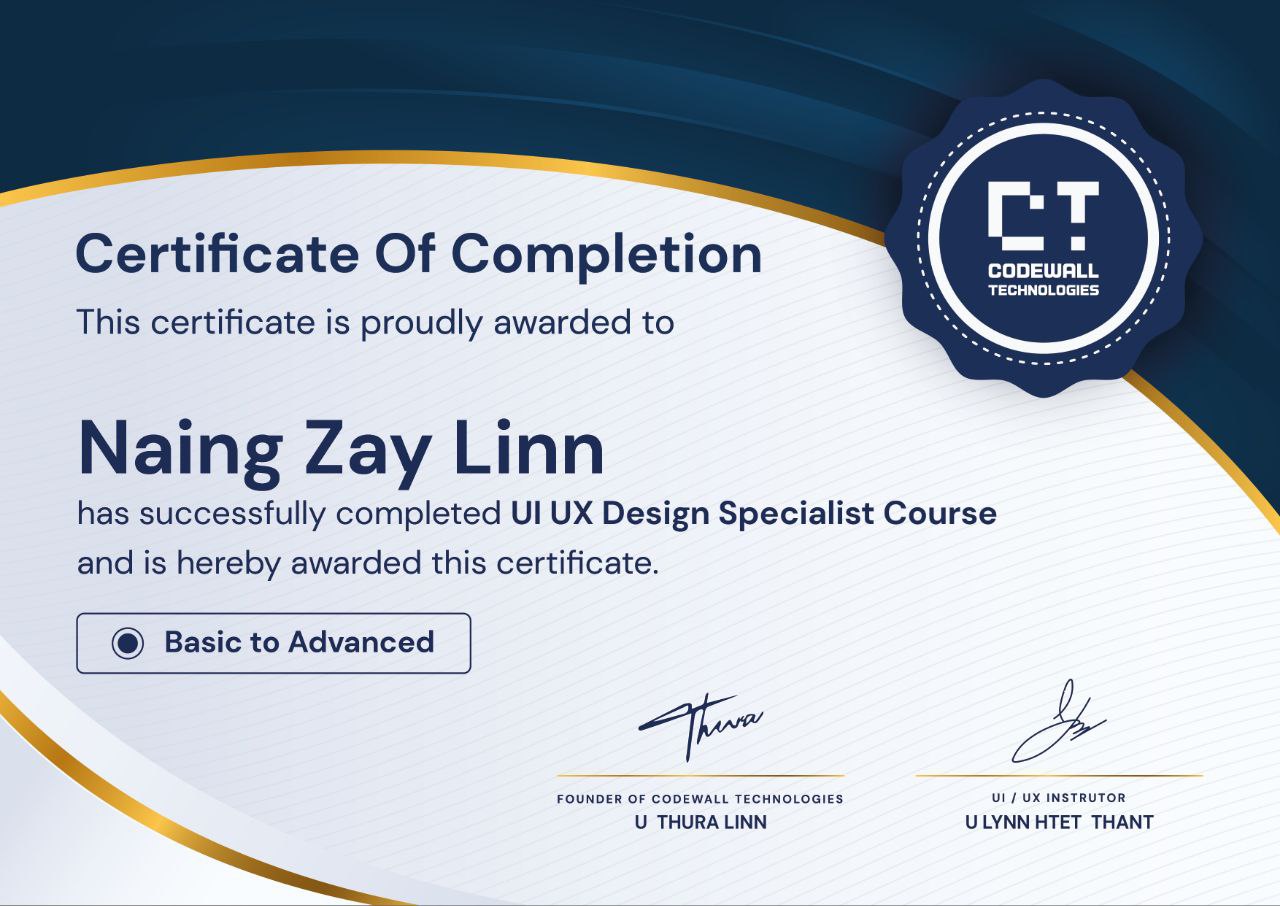 CT
CODEWALL
TECHNOLOGIES
Certificate Of Completion
This certificate is proudly awarded to
Naing Zay Linn
has successfully completed UI UX Design Specialist Course
and is hereby awarded this certificate.
Basic to Advanced
Thura
FOUNDER OF CODEWALL TECHNOLOGIES
U THURA LINN
UI / UX INSTRUTOR
U LYNN HTET THANT